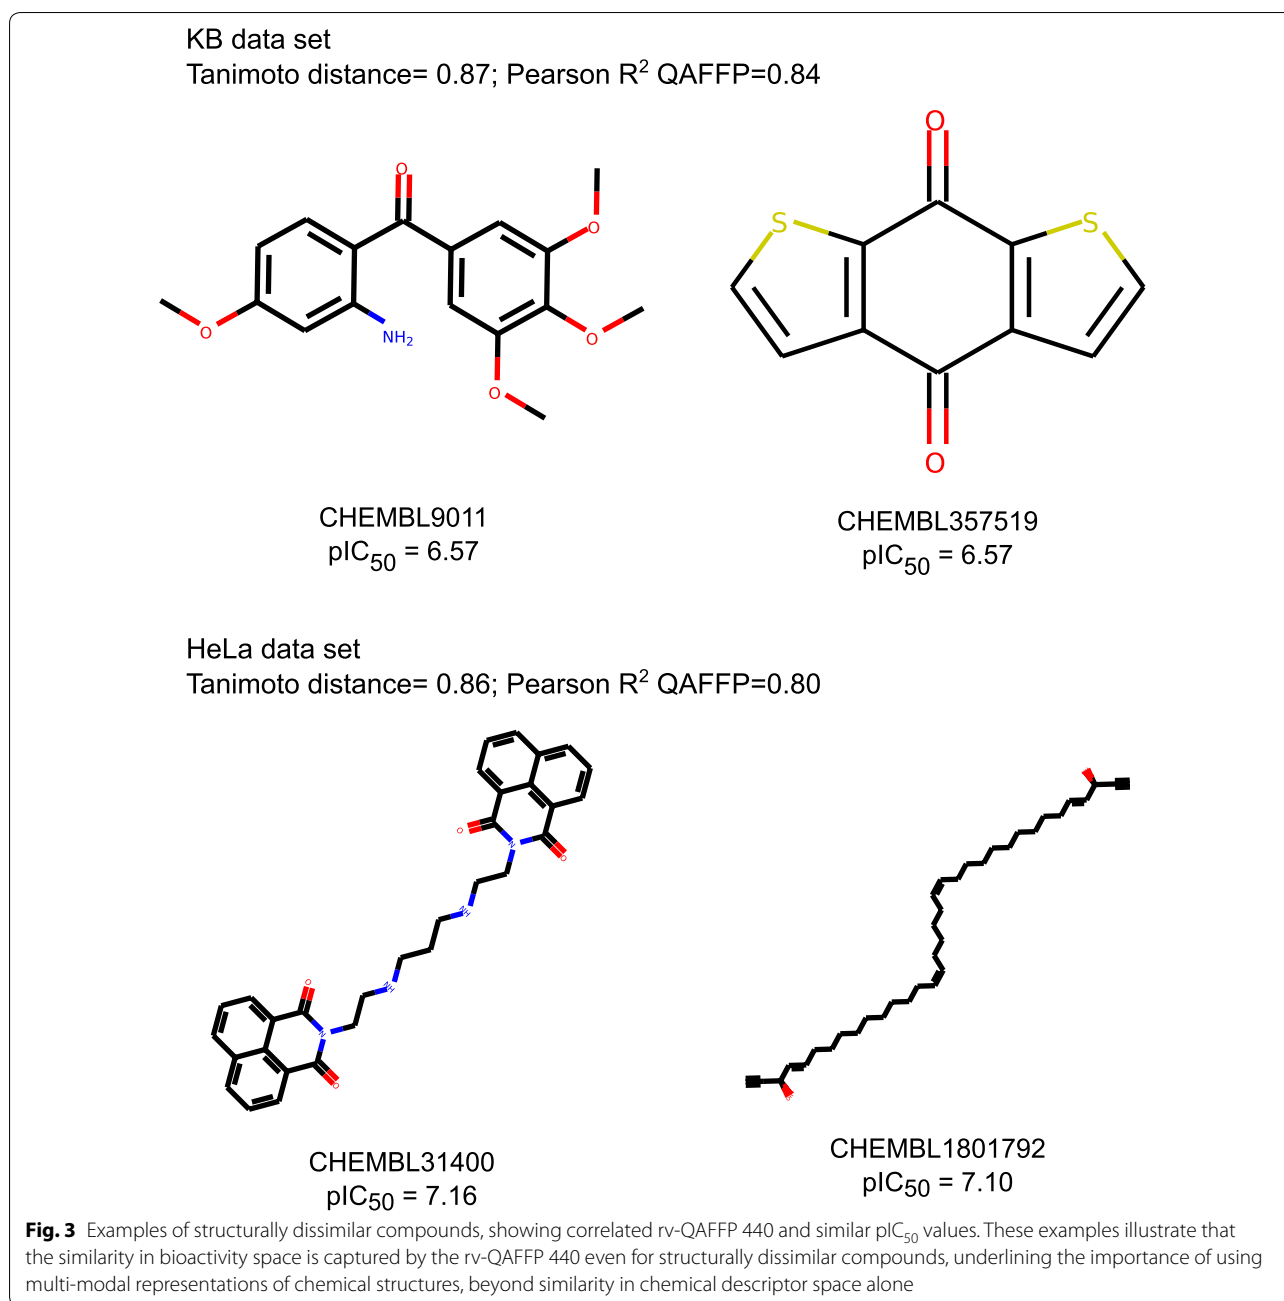 KB data set
Tanimoto distance= 0.87; Pearson R² QAFFP=0.84
O
O
S
S
O
O
O
NH₂
O
O
O
CHEMBL9011
pIC₅₀ = 6.57
CHEMBL357519
pIC₅₀ = 6.57
HeLa data set
Tanimoto distance= 0.86; Pearson R² QAFFP=0.80
O
N
O
NH
NH
O
N
O
CHEMBL31400
pIC₅₀ = 7.16
CHEMBL1801792
pIC₅₀ = 7.10
Fig. 3 Examples of structurally dissimilar compounds, showing correlated rv-QAFFP 440 and similar pIC₅₀ values. These examples illustrate that
the similarity in bioactivity space is captured by the rv-QAFFP 440 even for structurally dissimilar compounds, underlining the importance of using
multi-modal representations of chemical structures, beyond similarity in chemical descriptor space alone